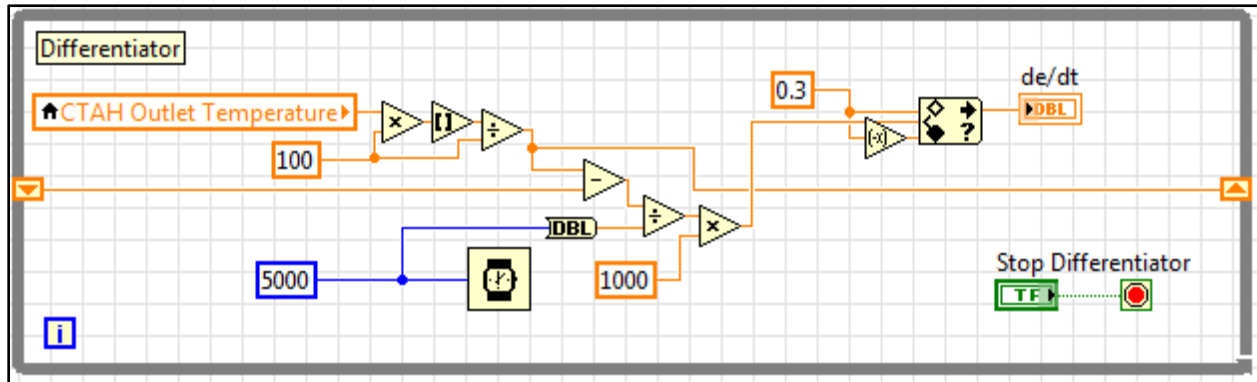 Differentiator
CTAH Outlet Temperature
100
0.3
de/dt
DBL
(-x)
?
DBL
5000
1000
Stop Differentiator
TF
i